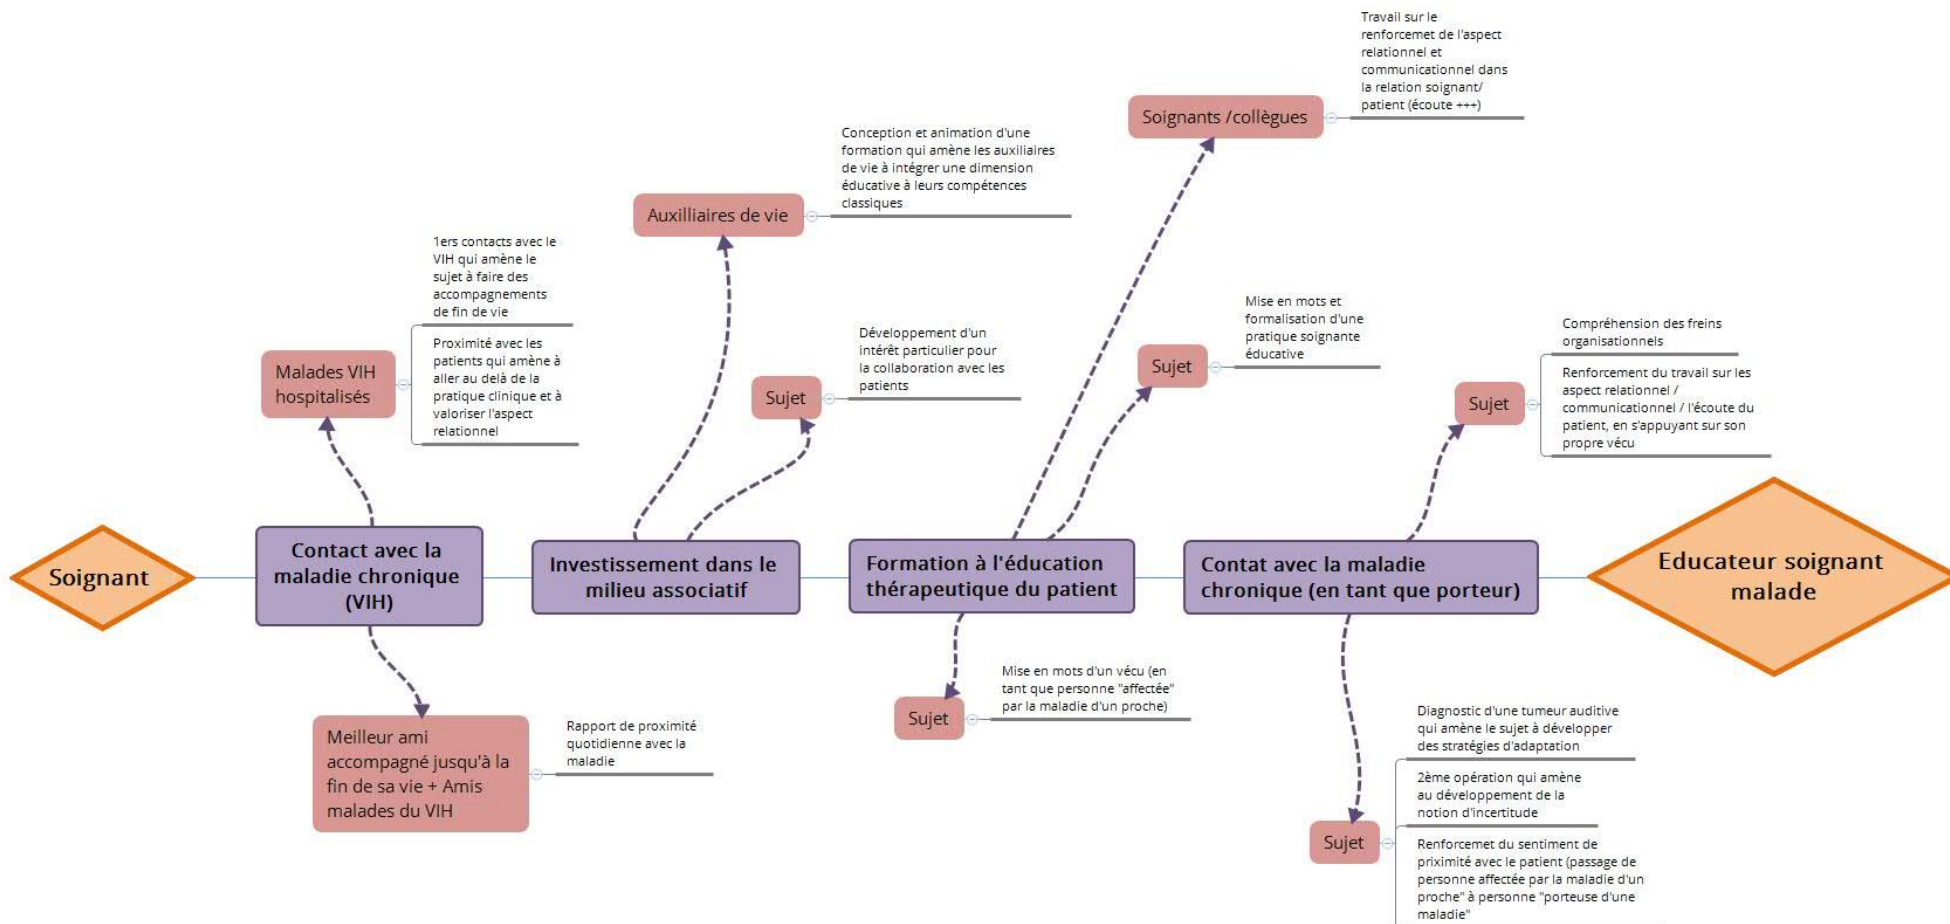 Travail sur le
renforcemet de l'aspect
relationnel et
communicationnel dans
la relation soignant/
patient (écoute +++)
Soignants /collègues
Conception et animation d'une
formation qui amène les auxiliaires
de vie à intégrer une dimension
éducative à leurs compétences
classiques
Auxilliaires de vie
1ers contacts avec le
VIH qui amène le
sujet à faire des
accompagnements
de fin de vie
Proximité avec les
patients qui amène à
aller au delà de la
pratique clinique et à
valoriser l'aspect
relationnel
Malades VIH
hospitalisés
Développement d'un
intérêt particulier pour
la collaboration avec les
patients
Sujet
Mise en mots et
formalisation d'une
pratique soignante
éducative
Sujet
Compréhension des freins
organisationnels
Renforcement du travail sur les
aspect relationnel /
communicationnel / l'écoute du
patient, en s'appuyant sur son
propre vécu
Sujet
Soignant
Contact avec la
maladie chronique
(VIH)
Investissement dans le
milieu associatif
Formation à l'éducation
thérapeutique du patient
Contat avec la maladie
chronique (en tant que porteur)
Educateur soignant
malade
Meilleur ami
accompagné jusqu'à la
fin de sa vie + Amis
malades du VIH
Rapport de proximité
quotidienne avec la
maladie
Sujet
Mise en mots d'un vécu (en
tant que personne "affectée"
par la maladie d'un proche)
Sujet
Diagnostic d'une tumeur auditive
qui amène le sujet à développer
des stratégies d'adaptation
2ème opération qui amène
au développement de la
notion d'incertitude
Renforcemet du sentiment de
priximité avec le patient (passage de
personne affectée par la maladie d'un
proche" à personne "porteuse d'une
maladie"